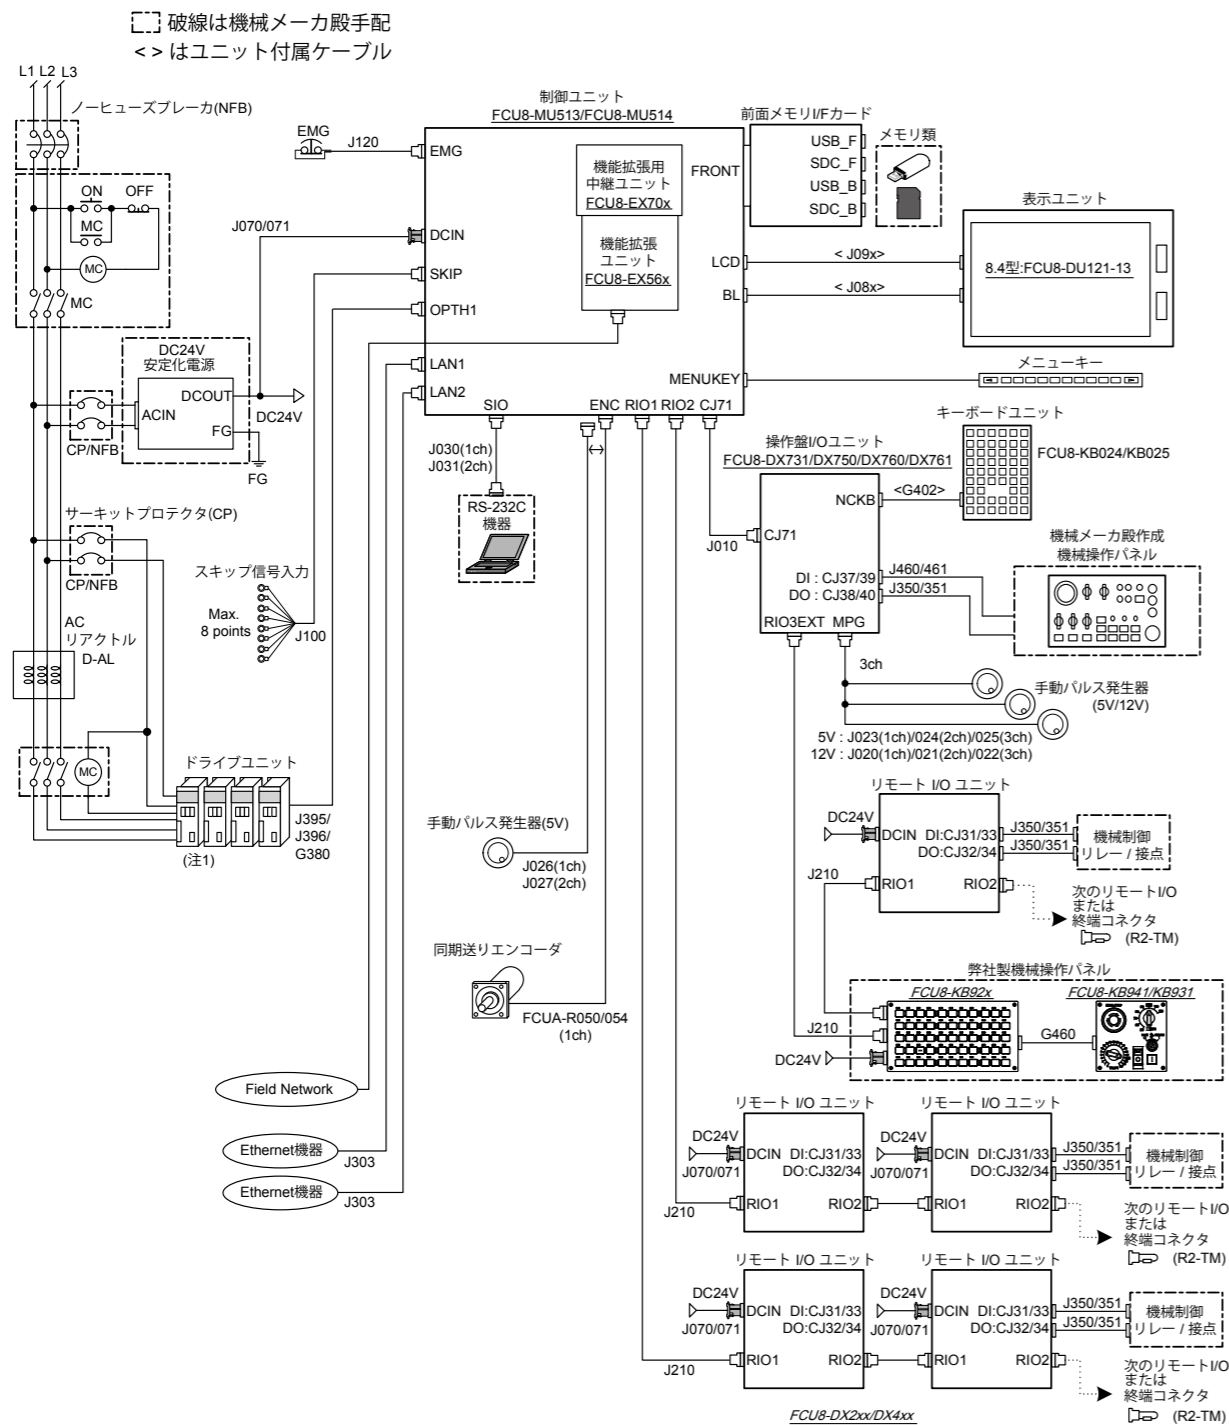 破線は機械メーカ殿手配
< > はユニット付属ケーブル
L1 L2 L3
ノーヒューズブレーカ(NFB)
ON OFF
MC
MC
MC
DC24V
安定化電源
DCOUT
ACIN
FG
DC24V
FG
CP/NFB
サーキットプロテクタ(CP)
CP/NFB
AC
リアクトル
D-AL
MC
ドライブユニット
(注1)
J395/
J396/
G380
EMG
J120
J070/071
スキップ信号入力
Max.
8 points
J100
制御ユニット
FCU8-MU513/FCU8-MU514
EMG
DCIN
SKIP
OPTH1
LAN1
LAN2
機能拡張用
中継ユニット
FCU8-EX70x
機能拡張
ユニット
FCU8-EX56x
FRONT
LCD
BL
MENUKEY
SIO
ENC RIO1 RIO2 CJ71
前面メモリI/Fカード
USB_F
SDC_F
USB_B
SDC_B
メモリ類
表示ユニット
8.4型:FCU8-DU121-13
< J09x>
< J08x>
メニューキー
キーボードユニット
FCU8-KB024/KB025
J030(1ch)
J031(2ch)
RS-232C
機器
操作盤I/Oユニット
FCU8-DX731/DX750/DX760/DX761
NCKB
<G402>
CJ71
J010
DI : CJ37/39
DO : CJ38/40
RIO3EXT MPG
J460/461
J350/351
機械メーカ殿作成
機械操作パネル
3ch
手動パルス発生器
(5V/12V)
5V : J023(1ch)/024(2ch)/025(3ch)
12V : J020(1ch)/021(2ch)/022(3ch)
手動パルス発生器(5V)
J026(1ch)
J027(2ch)
同期送りエンコーダ
FCUA-R050/054
(1ch)
Field Network
Ethernet機器
J303
Ethernet機器
J303
リモート I/O ユニット
DC24V
DCIN DI:CJ31/33
DO:CJ32/34
J350/351
J350/351
機械制御
リレー / 接点
J210
RIO1 RIO2
次のリモートI/O
または
終端コネクタ
(R2-TM)
弊社製機械操作パネル
FCU8-KB92x
FCU8-KB941/KB931
J210
G460
DC24V
リモート I/O ユニット
リモート I/O ユニット
DC24V
J070/071
DCIN DI:CJ31/33
DO:CJ32/34
DC24V
J070/071
DCIN DI:CJ31/33
DO:CJ32/34
J350/351
J350/351
機械制御
リレー / 接点
J210
RIO1 RIO2
RIO1 RIO2
次のリモートI/O
または
終端コネクタ
(R2-TM)
リモート I/O ユニット
リモート I/O ユニット
DC24V
J070/071
DCIN DI:CJ31/33
DO:CJ32/34
DC24V
J070/071
DCIN DI:CJ31/33
DO:CJ32/34
J350/351
J350/351
機械制御
リレー / 接点
J210
RIO1 RIO2
RIO1 RIO2
次のリモートI/O
または
終端コネクタ
(R2-TM)
FCU8-DX2xx/DX4xx